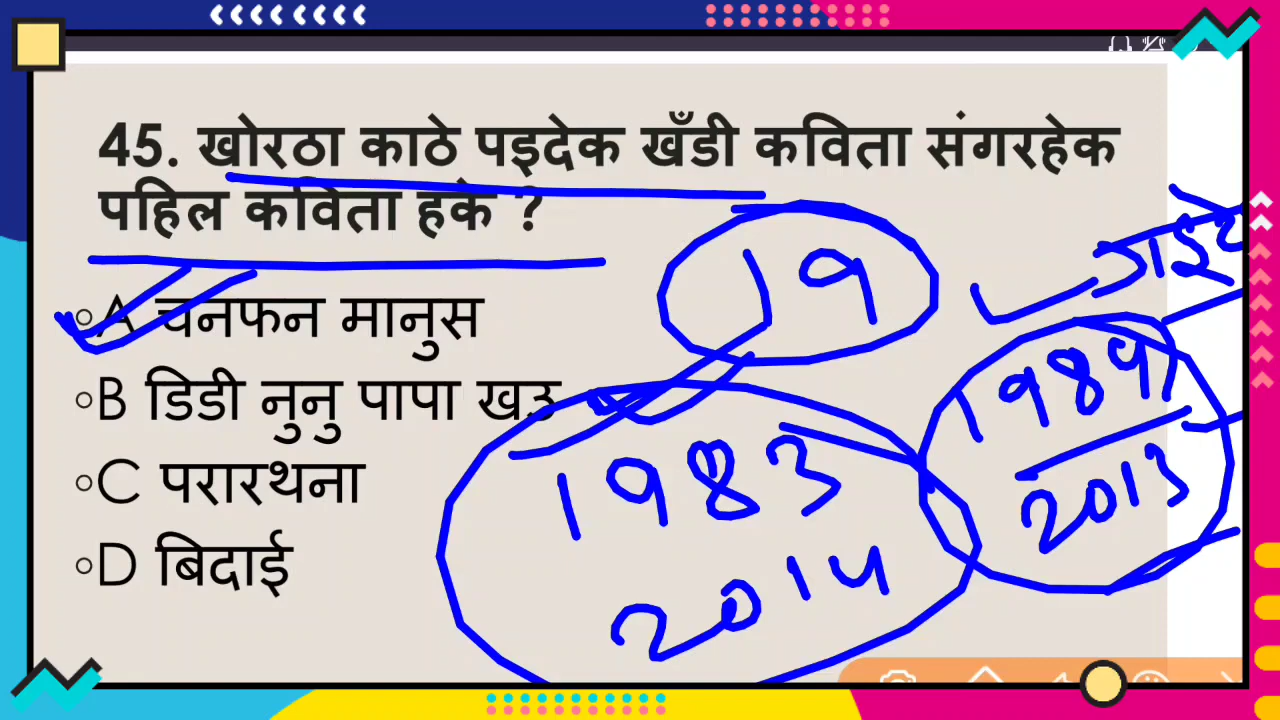 45. खोरठा काठे पइदेक खँडी कविता संगरहेक
पहिल कविता हके ?
A चनफन मानुस
B डिडी नुनु पापा खउ
C परारथना
D बिदाई
19
1983
2014
1989
2013